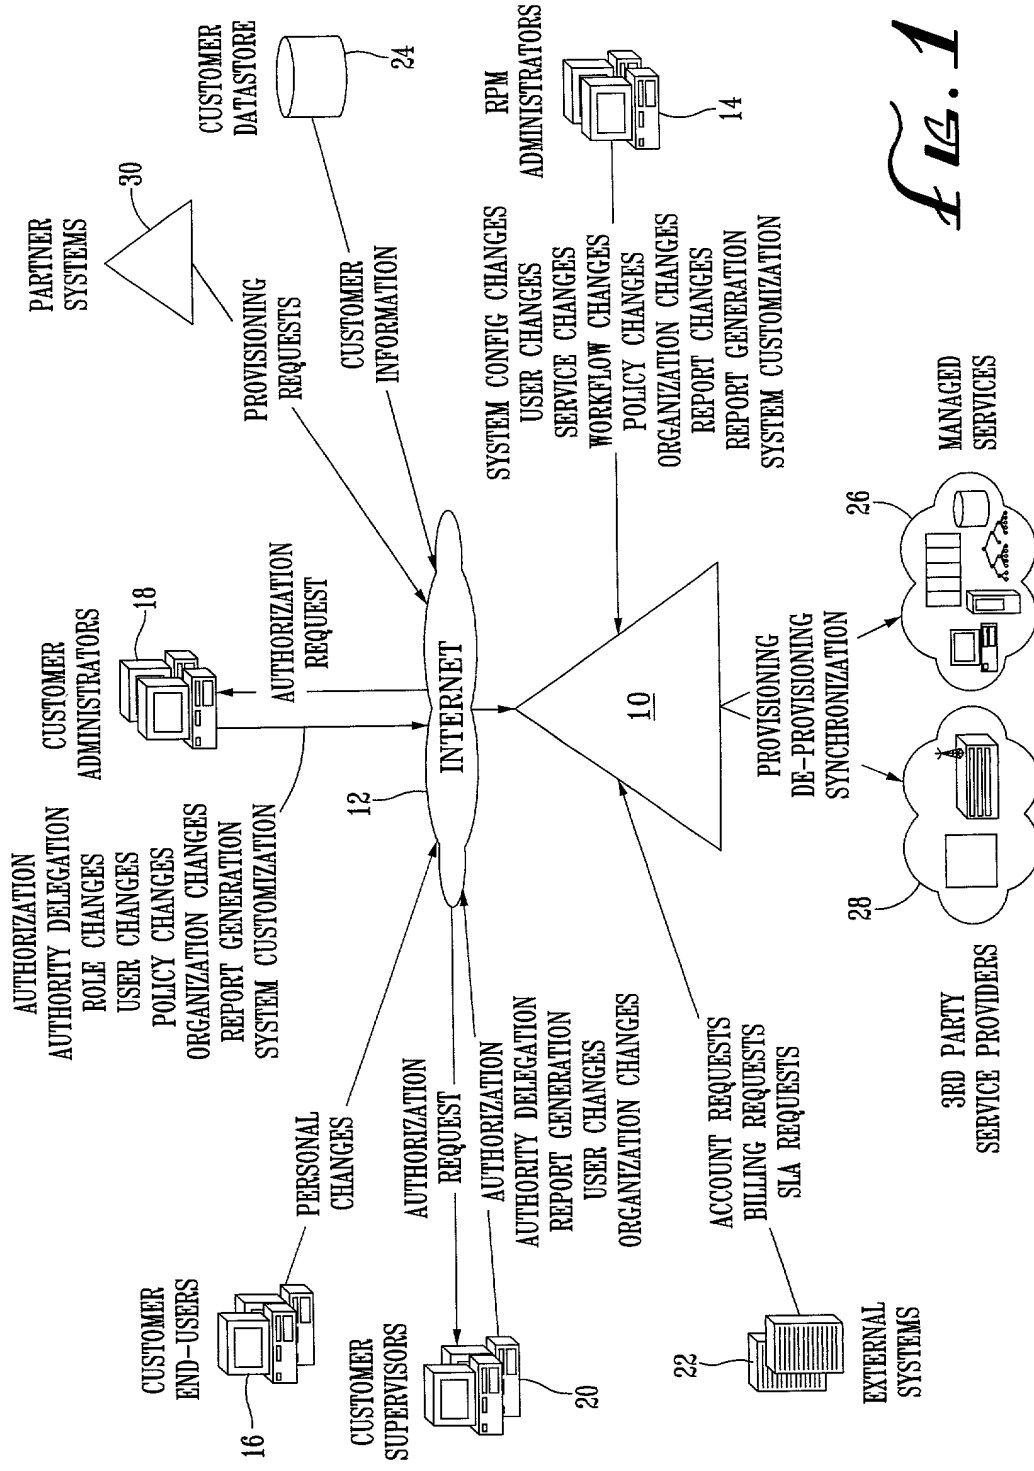 CUSTOMER
END-USERS
16
PERSONAL
CHANGES
AUTHORIZATION
AUTHORITY DELEGATION
ROLE CHANGES
USER CHANGES
POLICY CHANGES
ORGANIZATION CHANGES
REPORT GENERATION
SYSTEM CUSTOMIZATION
CUSTOMER
ADMINISTRATORS
18
AUTHORIZATION
REQUEST
PARTNER
SYSTEMS
30
PROVISIONING
REQUESTS
CUSTOMER
DATASTORE
24
CUSTOMER
INFORMATION
CUSTOMER
SUPERVISORS
20
AUTHORIZATION
REQUEST
AUTHORIZATION
AUTHORITY DELEGATION
REPORT GENERATION
USER CHANGES
ORGANIZATION CHANGES
12
INTERNET
RPM
ADMINISTRATORS
14
SYSTEM CONFIG CHANGES
USER CHANGES
SERVICE CHANGES
WORKFLOW CHANGES
POLICY CHANGES
ORGANIZATION CHANGES
REPORT CHANGES
REPORT GENERATION
SYSTEM CUSTOMIZATION
10
22
EXTERNAL
SYSTEMS
ACCOUNT REQUESTS
BILLING REQUESTS
SLA REQUESTS
PROVISIONING
DE-PROVISIONING
SYNCHRONIZATION
28
3RD PARTY
SERVICE PROVIDERS
26
MANAGED
SERVICES
FIG. 1